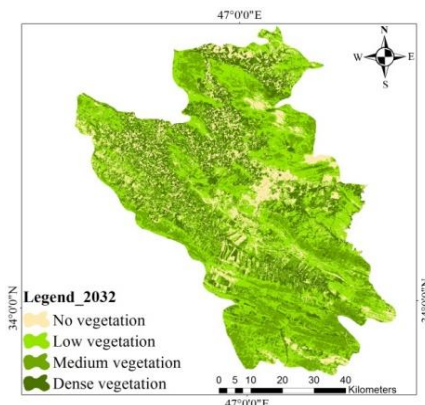 47°0'0"E
N
W E
S
34°0'0"N
34°0'0"N
Legend_2032
No vegetation
Low vegetation
Medium vegetation
Dense vegetation
0 5 10 20 30 40
Kilometers
47°0'0"E